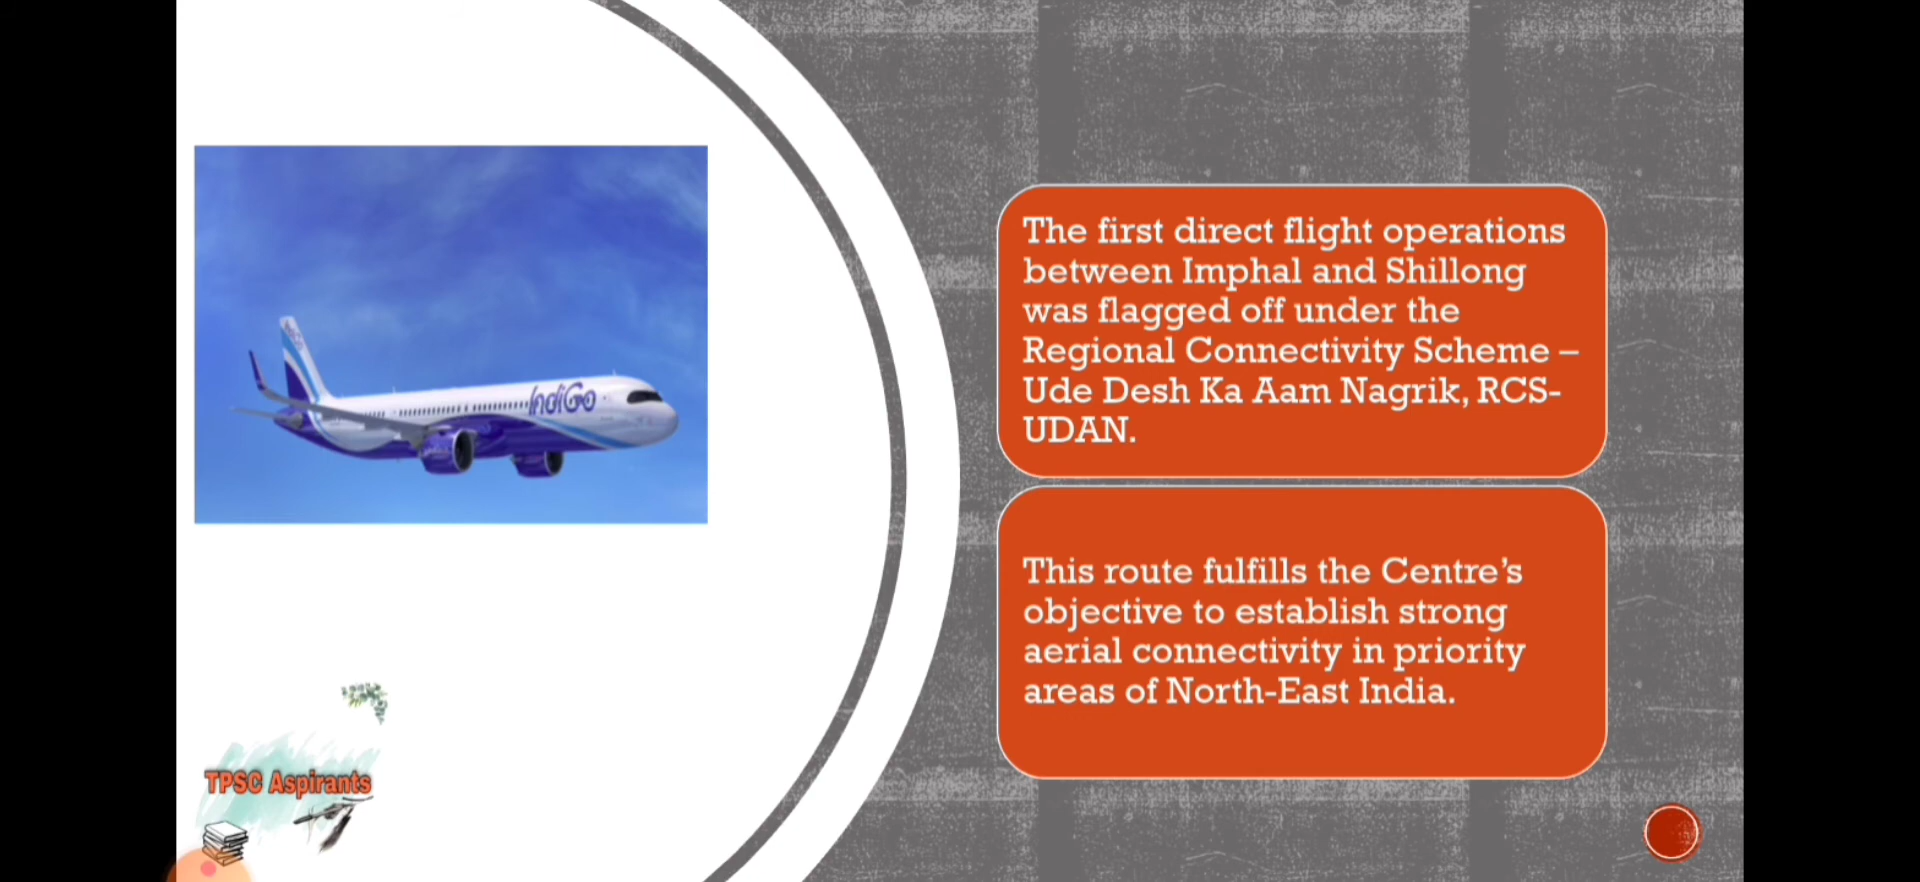 IndiGo
The first direct flight operations
between Imphal and Shillong
was flagged off under the
Regional Connectivity Scheme –
Ude Desh Ka Aam Nagrik, RCS-
UDAN.
This route fulfills the Centre's
objective to establish strong
aerial connectivity in priority
areas of North-East India.
TPSC Aspirants